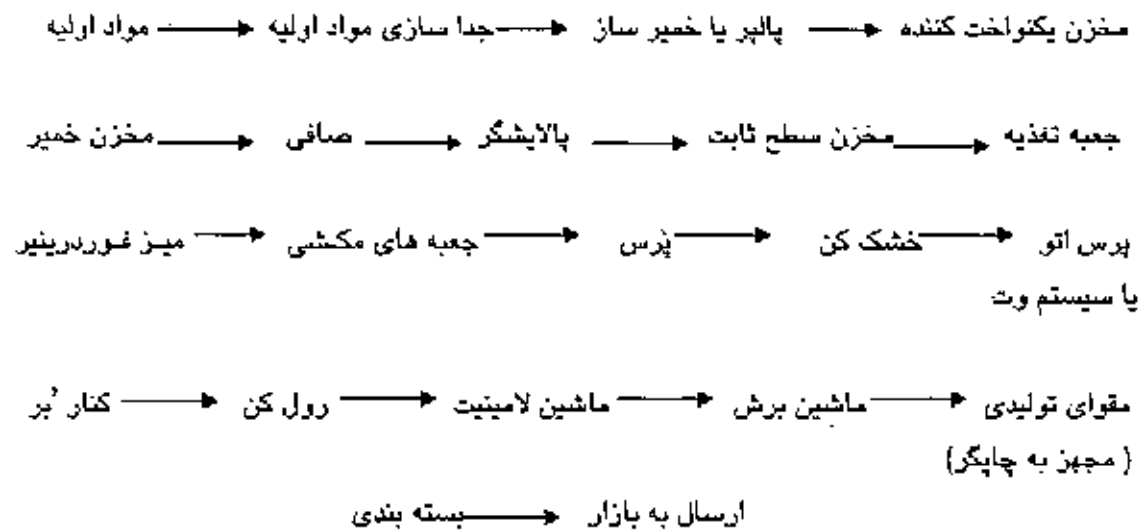 مخزن یکنواخت کننده → پالپر یا خمیر ساز → جدا سازی مواد اولیه → مواد اولیه
جعبه تغذیه → مخزن سطح ثابت → پالایشگر → صافی → مخزن خمیر
پرس اتو → خشک کن → پرس → جعبه های مکشی → میز فوردرینیر
یا سیستم وت
مقوای تولیدی → ماشین برش → ماشین لامینیت → رول کن → کنار بُر
( مجهز به چاپگر)
ارسال به بازار → بسته بندی